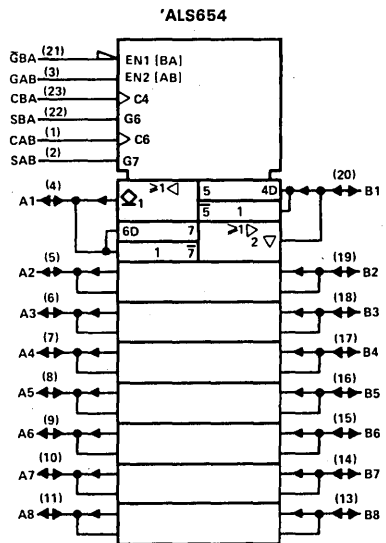 'ALS654
G̅BA (21) EN1 [BA]
GAB (3) EN2 [AB]
CBA (23) C4
SBA (22) G6
CAB (1) C6
SAB (2) G7
A1 (4) 1 ≥1 5 4D (20) B1
5̅ 1
6D 7 ≥1
1 7̅ 2
A2 (5) (19) B2
A3 (6) (18) B3
A4 (7) (17) B4
A5 (8) (16) B5
A6 (9) (15) B6
A7 (10) (14) B7
A8 (11) (13) B8